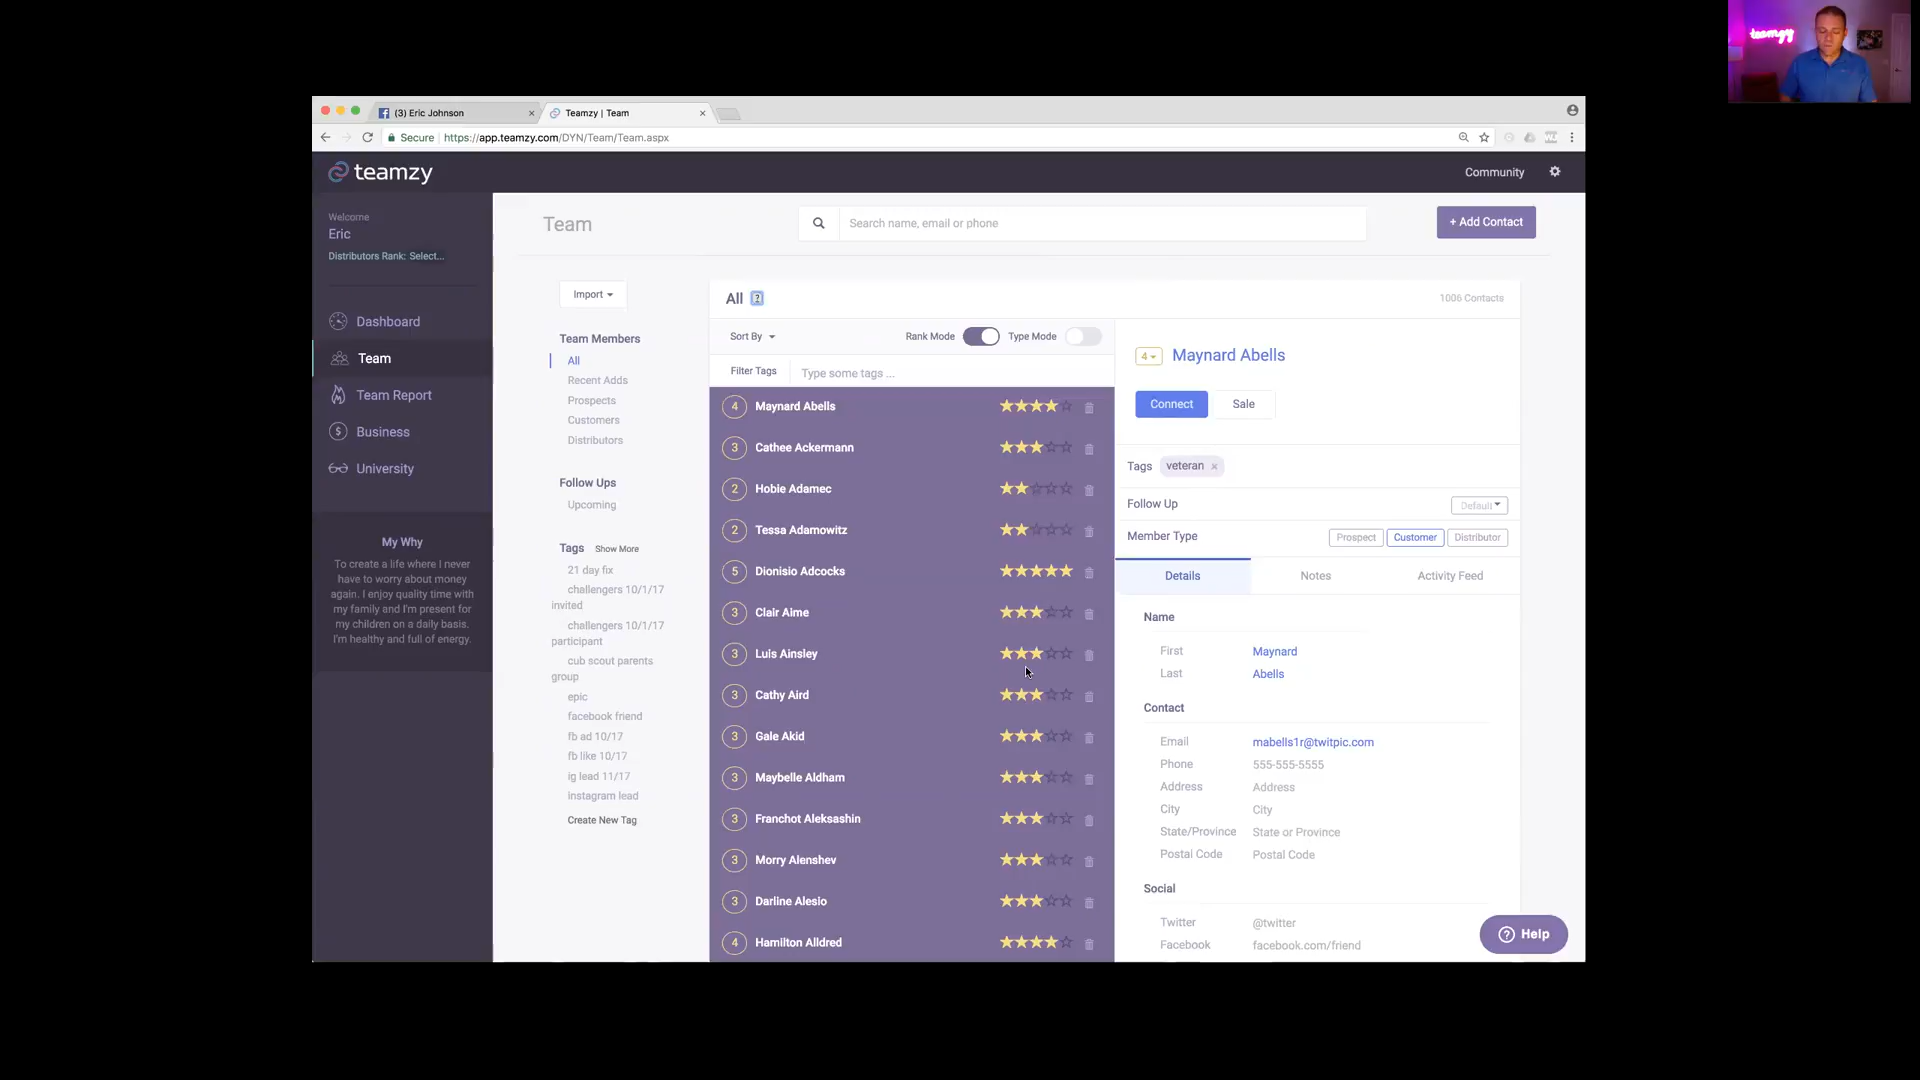 teamzy
(3) Eric Johnson
Teamzy | Team
Secure
https://app.teamzy.com/DYN/Team/Team.aspx
teamzy
Community
Welcome
Eric
Distributors Rank: Select...
Dashboard
Team
Team Report
Business
University
My Why
To create a life where I never
have to worry about money
again. I enjoy quality time with
my family and I'm present for
my children on a daily basis.
I'm healthy and full of energy.
Team
Search name, email or phone
+ Add Contact
Import
Team Members
All
Recent Adds
Prospects
Customers
Distributors
Follow Ups
Upcoming
Tags Show More
21 day fix
challengers 10/1/17
invited
challengers 10/1/17
participant
cub scout parents
group
epic
facebook friend
fb ad 10/17
fb like 10/17
ig lead 11/17
instagram lead
Create New Tag
All ?
1006 Contacts
Sort By
Rank Mode
Type Mode
Filter Tags
Type some tags ...
4 Maynard Abells
3 Cathee Ackermann
2 Hobie Adamec
2 Tessa Adamowitz
5 Dionisio Adcocks
3 Clair Aime
3 Luis Ainsley
3 Cathy Aird
3 Gale Akid
3 Maybelle Aldham
3 Franchot Aleksashin
3 Morry Alenshev
3 Darline Alesio
4 Hamilton Alldred
4 Maynard Abells
Connect
Sale
Tags veteran x
Follow Up
Default
Member Type
Prospect
Customer
Distributor
Details
Notes
Activity Feed
Name
First Maynard
Last Abells
Contact
Email mabells1r@twitpic.com
Phone 555-555-5555
Address Address
City City
State/Province State or Province
Postal Code Postal Code
Social
Twitter @twitter
Facebook facebook.com/friend
? Help